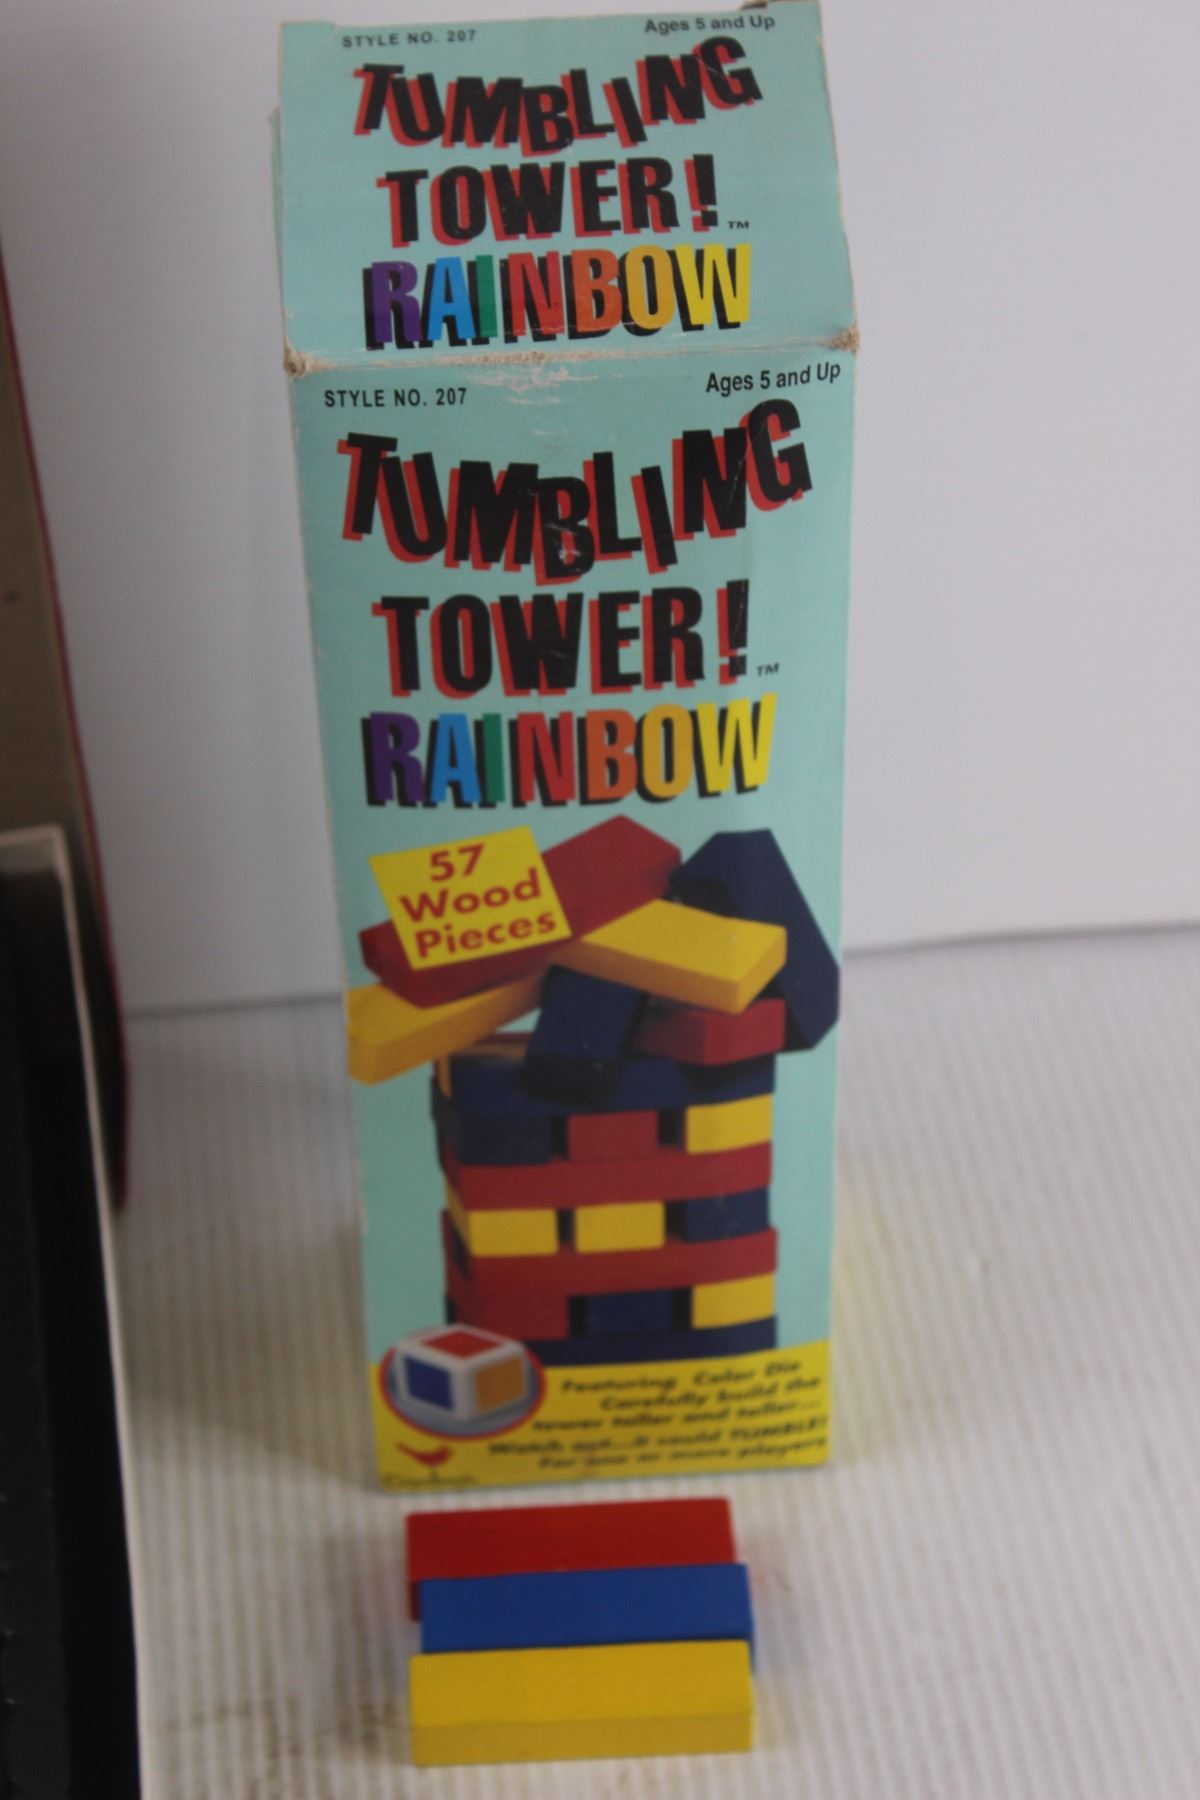 STYLE NO. 207
Ages 5 and Up
TUMBLING
TOWER!™
RAINBOW
STYLE NO. 207
Ages 5 and Up
TUMBLING
TOWER!™
RAINBOW
57
Wood
Pieces
Featuring Color Die
Carefully build the
tower taller and taller...
Watch out...it could TUMBLE!
For one or more players